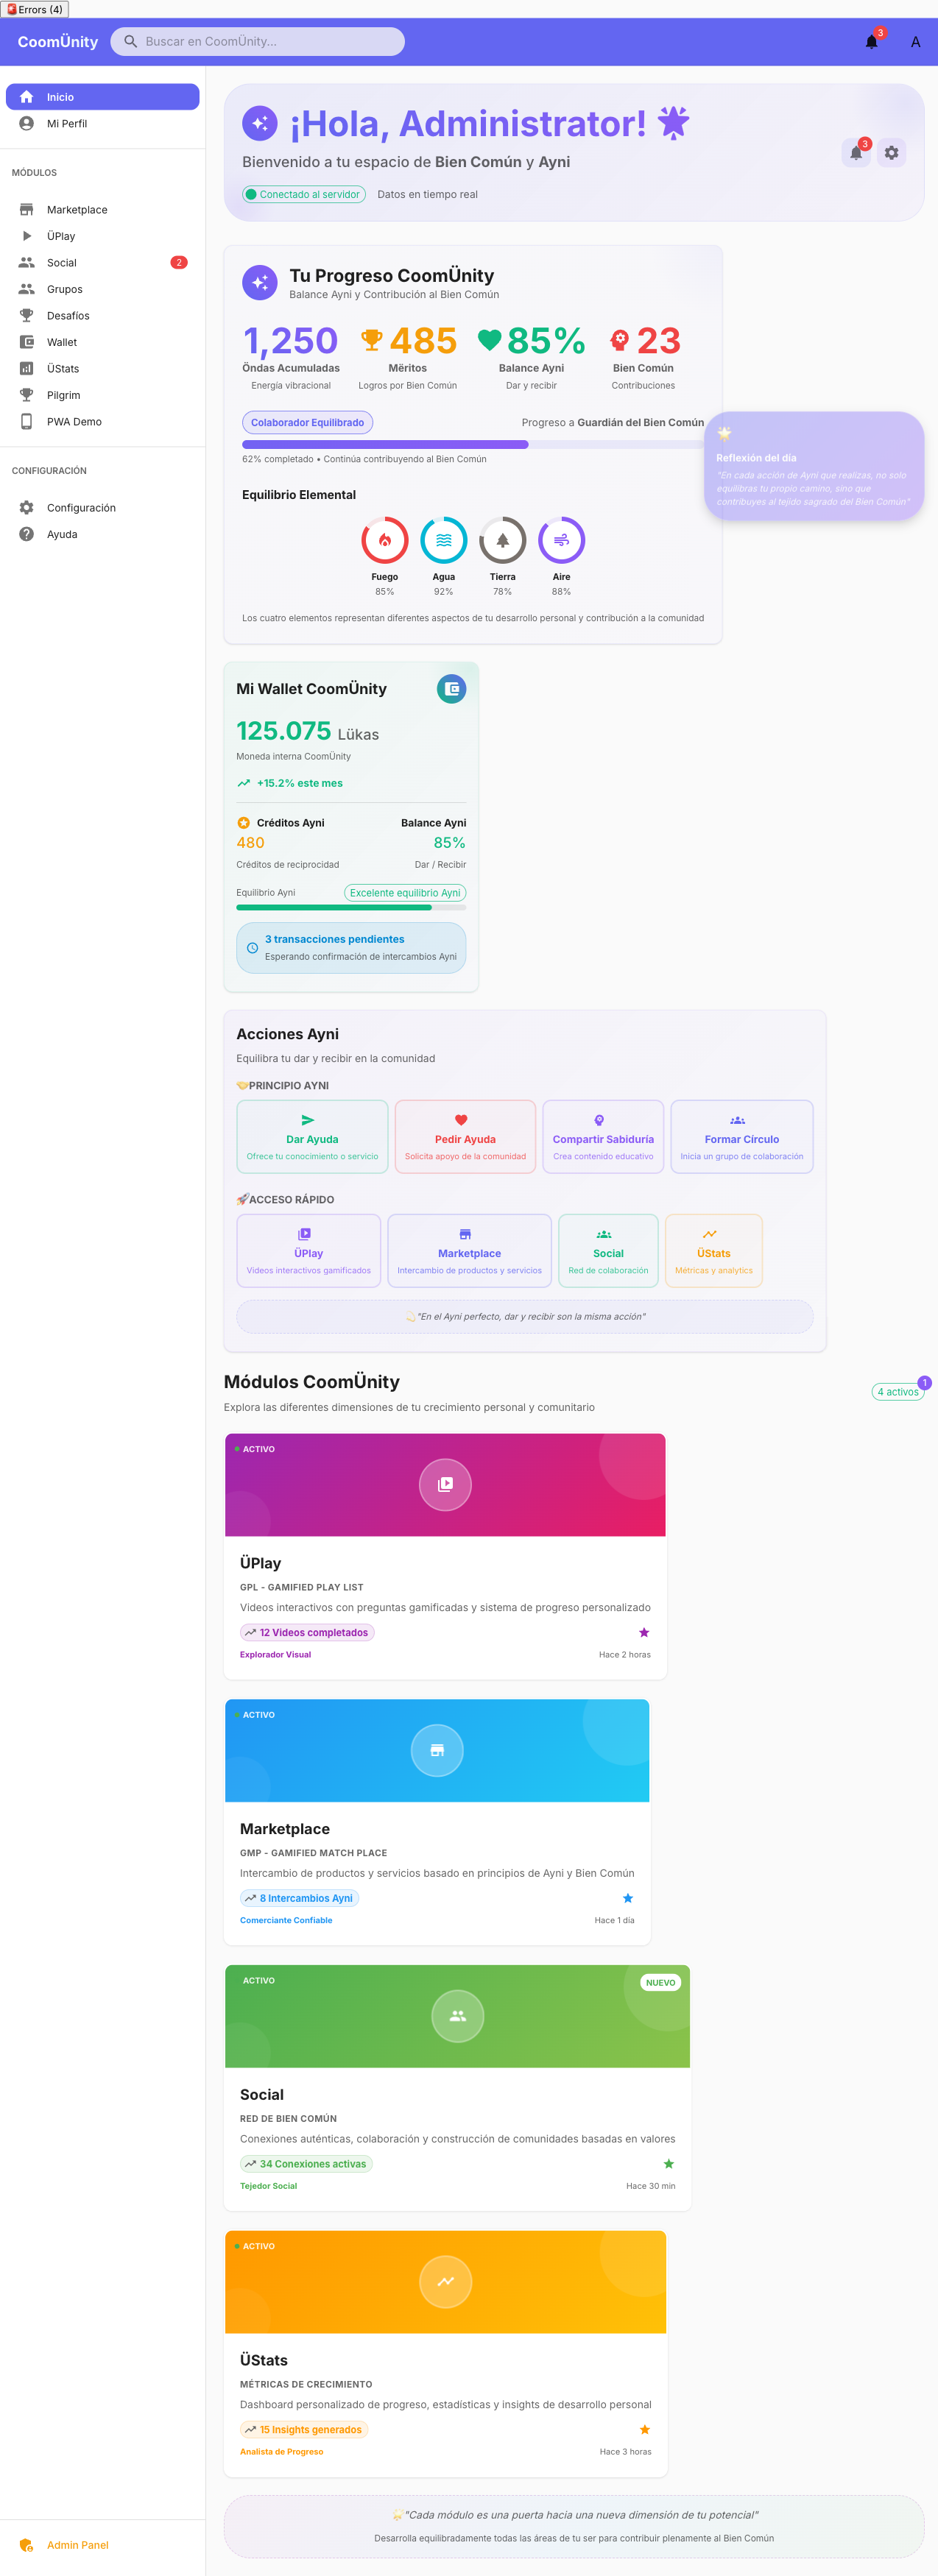 🚨Errors (4)
CoomÜnity
Buscar en CoomÜnity...
3
A
Inicio
Mi Perfil
MÓDULOS
Marketplace
ÜPlay
Social
2
Grupos
Desafíos
Wallet
ÜStats
Pilgrim
PWA Demo
CONFIGURACIÓN
Configuración
Ayuda
Admin Panel
¡Hola, Administrator! 🌟
Bienvenido a tu espacio de Bien Común y Ayni
Conectado al servidor
Datos en tiempo real
3
Tu Progreso CoomÜnity
Balance Ayni y Contribución al Bien Común
1,250
Öndas Acumuladas
Energía vibracional
485
Mëritos
Logros por Bien Común
85%
Balance Ayni
Dar y recibir
23
Bien Común
Contribuciones
Colaborador Equilibrado
Progreso a Guardián del Bien Común
62% completado • Continúa contribuyendo al Bien Común
Equilibrio Elemental
Fuego
85%
Agua
92%
Tierra
78%
Aire
88%
Los cuatro elementos representan diferentes aspectos de tu desarrollo personal y contribución a la comunidad
🌟
Reflexión del día
"En cada acción de Ayni que realizas, no solo
equilibras tu propio camino, sino que
contribuyes al tejido sagrado del Bien Común"
Mi Wallet CoomÜnity
125.075 Lükas
Moneda interna CoomÜnity
+15.2% este mes
Créditos Ayni
480
Créditos de reciprocidad
Balance Ayni
85%
Dar / Recibir
Equilibrio Ayni
Excelente equilibrio Ayni
3 transacciones pendientes
Esperando confirmación de intercambios Ayni
Acciones Ayni
Equilibra tu dar y recibir en la comunidad
🤝PRINCIPIO AYNI
Dar Ayuda
Ofrece tu conocimiento o servicio
Pedir Ayuda
Solicita apoyo de la comunidad
Compartir Sabiduría
Crea contenido educativo
Formar Círculo
Inicia un grupo de colaboración
🚀ACCESO RÁPIDO
ÜPlay
Videos interactivos gamificados
Marketplace
Intercambio de productos y servicios
Social
Red de colaboración
ÜStats
Métricas y analytics
💫"En el Ayni perfecto, dar y recibir son la misma acción"
Módulos CoomÜnity
Explora las diferentes dimensiones de tu crecimiento personal y comunitario
4 activos
1
ACTIVO
ÜPlay
GPL - GAMIFIED PLAY LIST
Videos interactivos con preguntas gamificadas y sistema de progreso personalizado
12 Videos completados
Explorador Visual
Hace 2 horas
ACTIVO
Marketplace
GMP - GAMIFIED MATCH PLACE
Intercambio de productos y servicios basado en principios de Ayni y Bien Común
8 Intercambios Ayni
Comerciante Confiable
Hace 1 día
ACTIVO
NUEVO
Social
RED DE BIEN COMÚN
Conexiones auténticas, colaboración y construcción de comunidades basadas en valores
34 Conexiones activas
Tejedor Social
Hace 30 min
ACTIVO
ÜStats
MÉTRICAS DE CRECIMIENTO
Dashboard personalizado de progreso, estadísticas y insights de desarrollo personal
15 Insights generados
Analista de Progreso
Hace 3 horas
🌟"Cada módulo es una puerta hacia una nueva dimensión de tu potencial"
Desarrolla equilibradamente todas las áreas de tu ser para contribuir plenamente al Bien Común